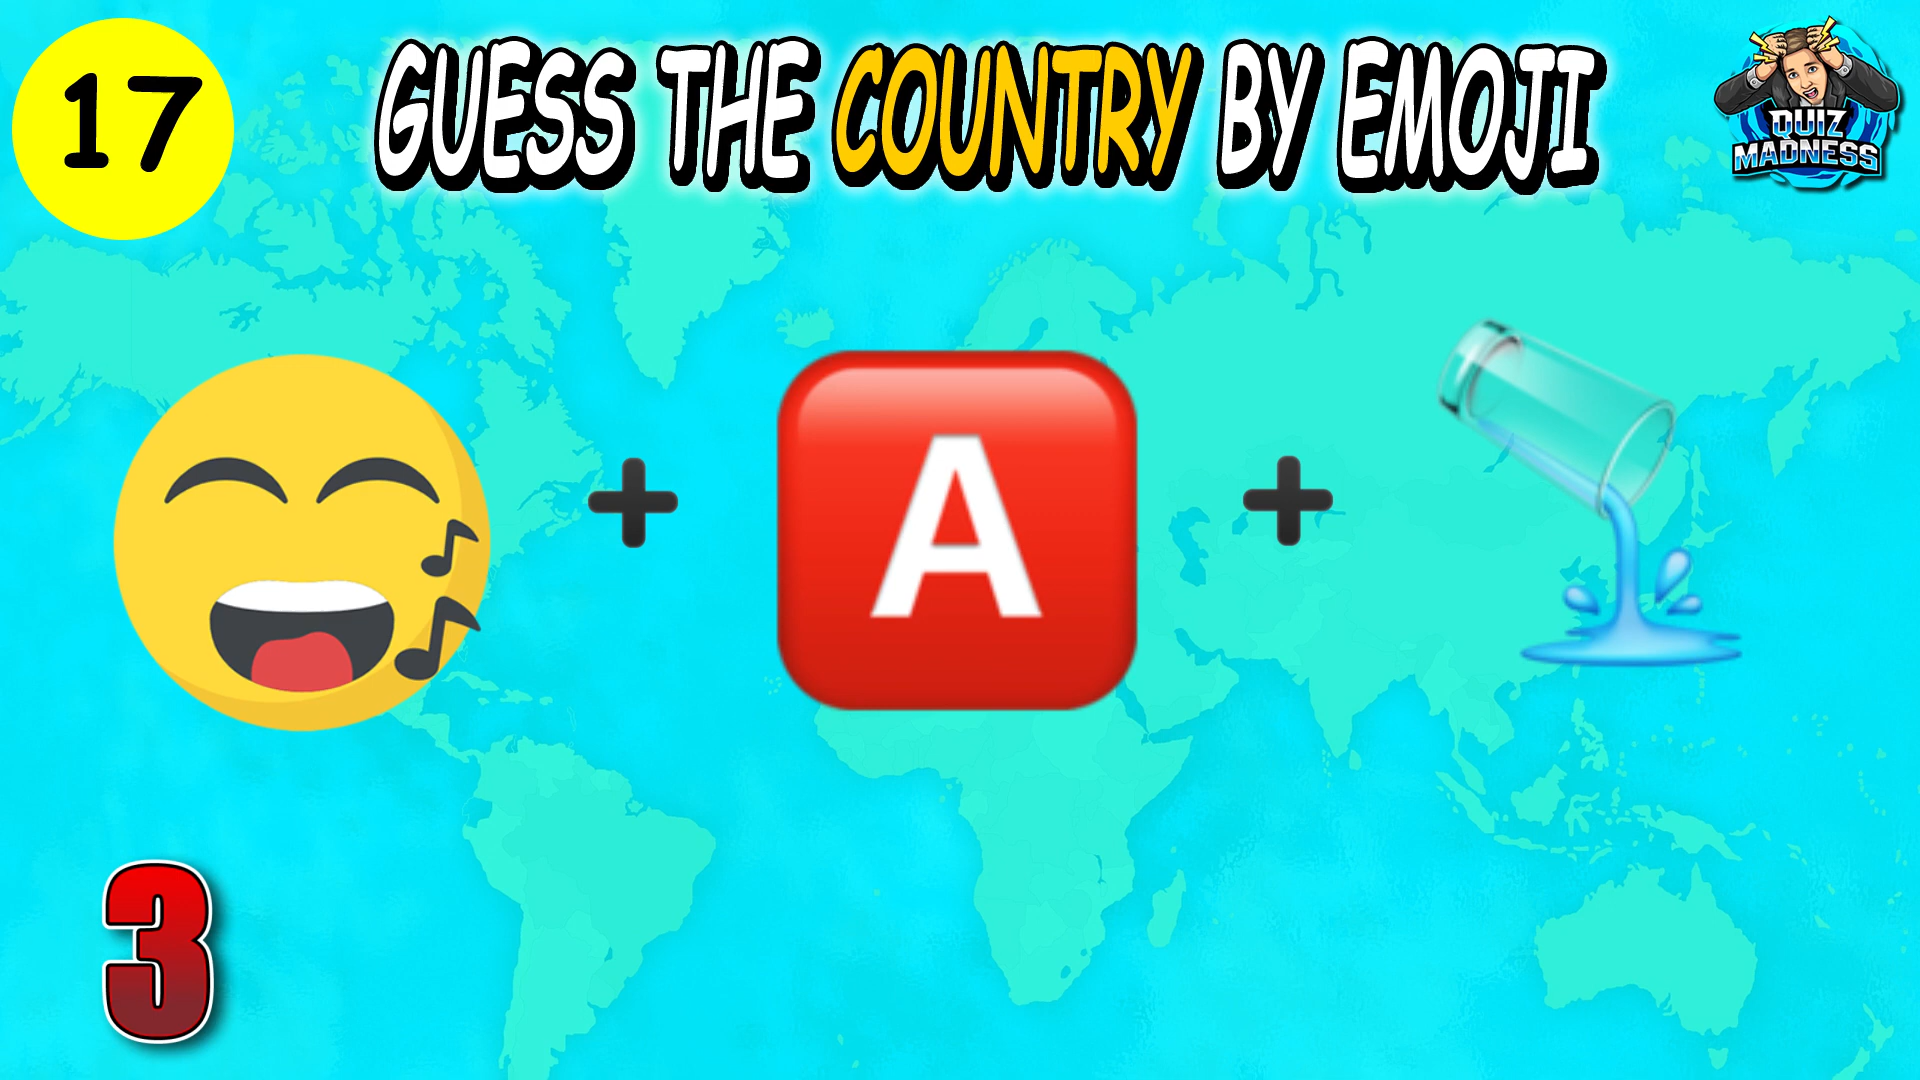 17
GUESS THE COUNTRY BY EMOJI
QUIZ
MADNESS
A
3